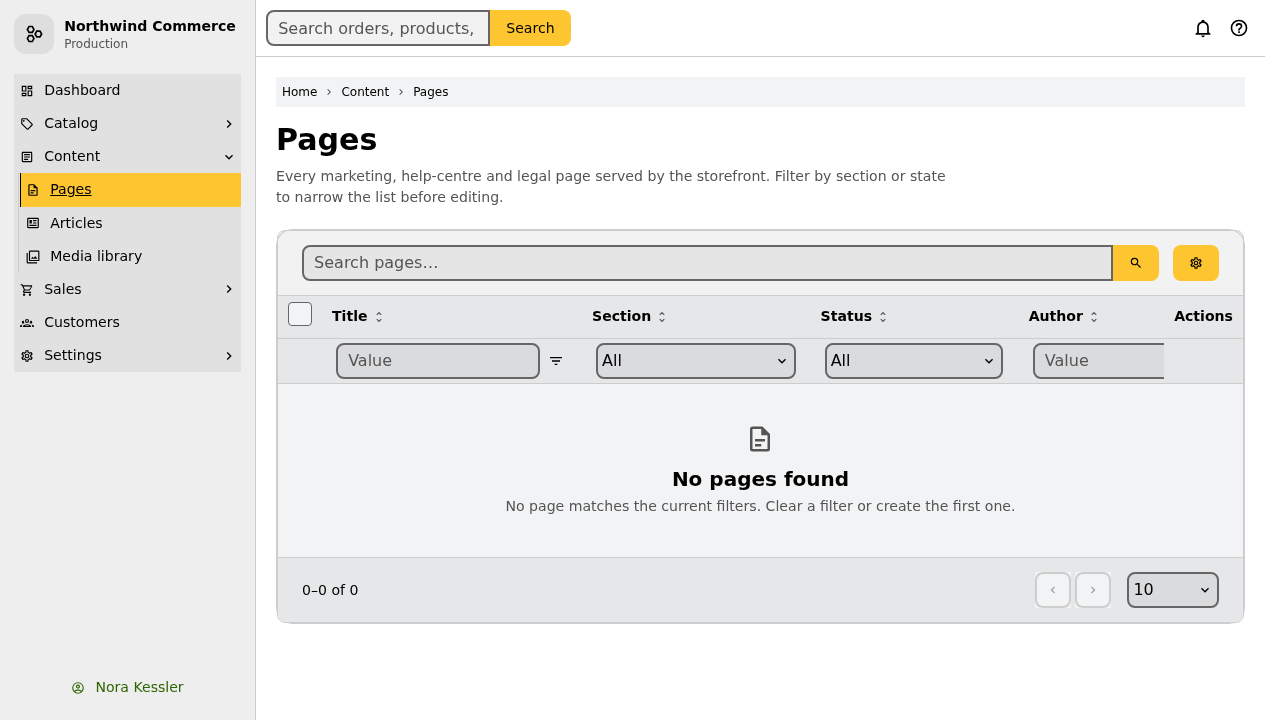 Northwind Commerce
Production
Search orders, products,
Search
Dashboard
Catalog
Content
Pages
Articles
Media library
Sales
Customers
Settings
Nora Kessler
Home › Content › Pages
Pages
Every marketing, help-centre and legal page served by the storefront. Filter by section or state
to narrow the list before editing.
Search pages…
Title Section Status Author Actions
Value All All Value
No pages found
No page matches the current filters. Clear a filter or create the first one.
0–0 of 0
10